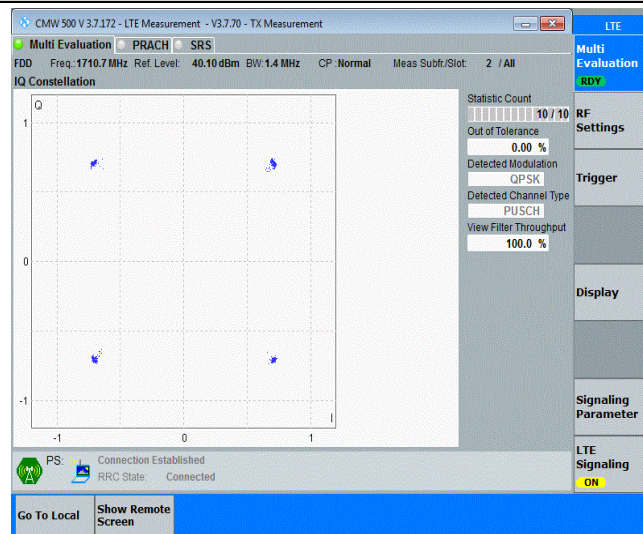 CMW 500 V 3.7.172 - LTE Measurement - V3.7.70 - TX Measurement
LTE
Multi Evaluation PRACH SRS
Multi
Evaluation
RDY
FDD Freq.: 1710.7 MHz Ref. Level: 40.10 dBm BW: 1.4 MHz CP : Normal Meas Subfr./Slot: 2 / All
IQ Constellation
Q
1
0
-1
I
-1 0 1
Statistic Count
10 / 10
Out of Tolerance
0.00 %
Detected Modulation
QPSK
Detected Channel Type
PUSCH
View Filter Throughput
100.0 %
RF
Settings
Trigger
Display
Signaling
Parameter
LTE
Signaling
ON
PS: Connection Established
RRC State: Connected
Go To Local
Show Remote
Screen